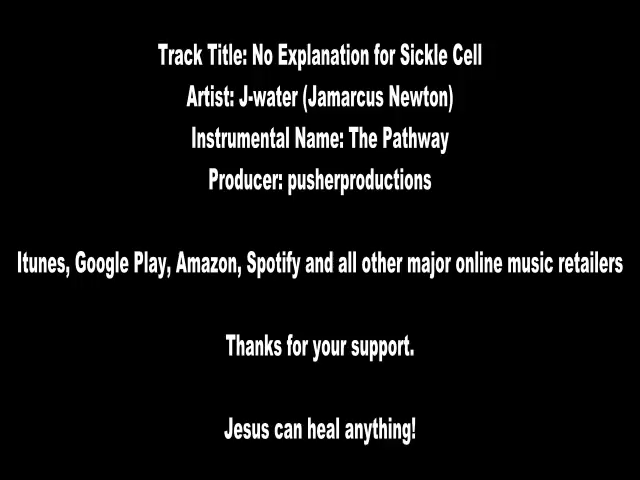 Track Title: No Explanation for Sickle Cell
Artist: J-water (Jamarcus Newton)
Instrumental Name: The Pathway
Producer: pusherproductions
Itunes, Google Play, Amazon, Spotify and all other major online music retailers
Thanks for your support.
Jesus can heal anything!